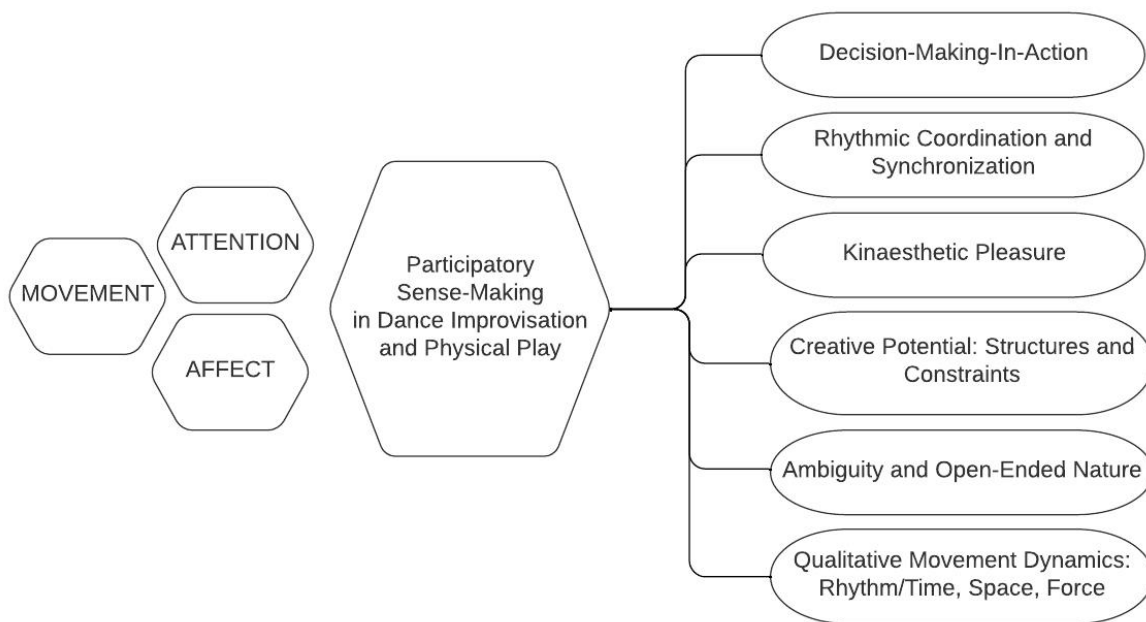 MOVEMENT
ATTENTION
AFFECT
Participatory
Sense-Making
in Dance Improvisation
and Physical Play
Decision-Making-In-Action
Rhythmic Coordination and
Synchronization
Kinaesthetic Pleasure
Creative Potential: Structures and
Constraints
Ambiguity and Open-Ended Nature
Qualitative Movement Dynamics:
Rhythm/Time, Space, Force